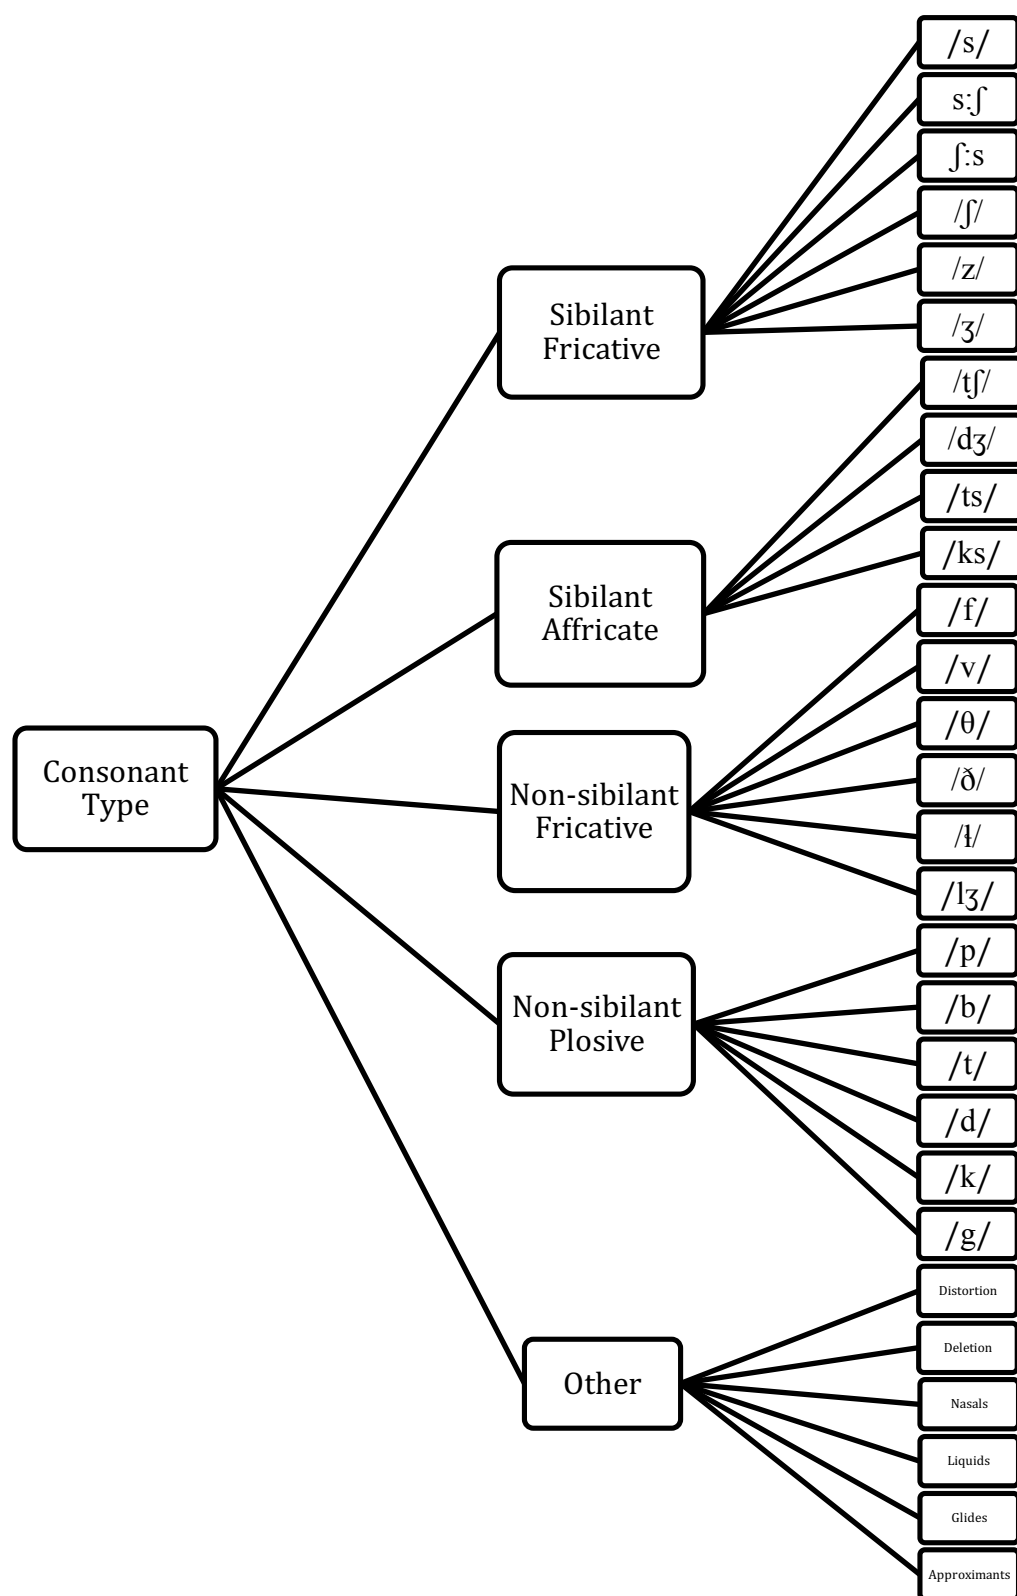 /s/
s:ʃ
ʃ:s
/ʃ/
/z/
/ʒ/
/tʃ/
/dʒ/
/ts/
/ks/
/f/
/v/
/θ/
/ð/
/ɫ/
/lʒ/
/p/
/b/
/t/
/d/
/k/
/g/
Distortion
Deletion
Nasals
Liquids
Glides
Approximants
Sibilant
Fricative
Sibilant
Affricate
Non-sibilant
Fricative
Non-sibilant
Plosive
Other
Consonant
Type